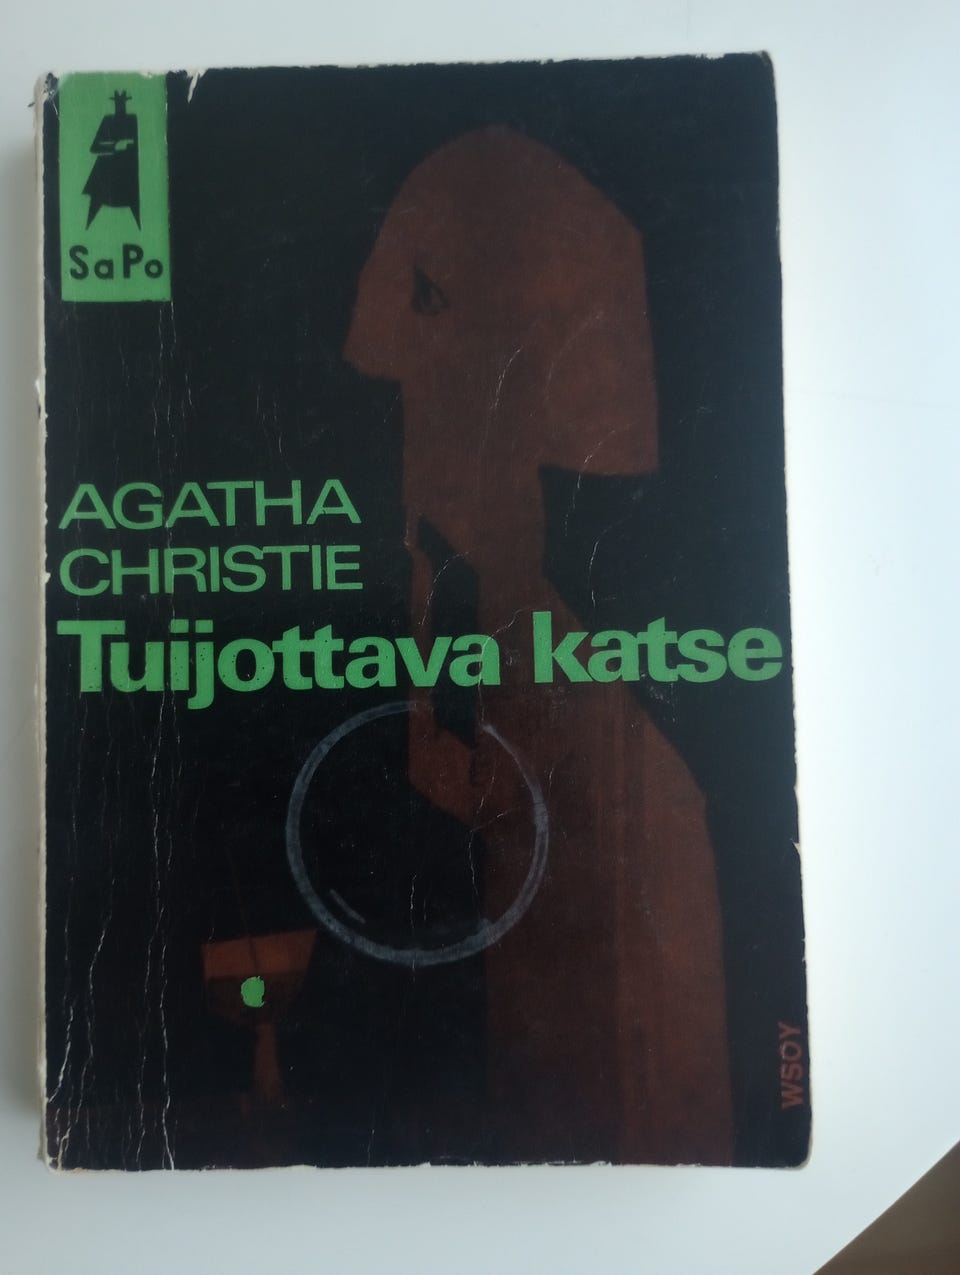 SaPo
AGATHA
CHRISTIE
Tuijottava katse
WSOY